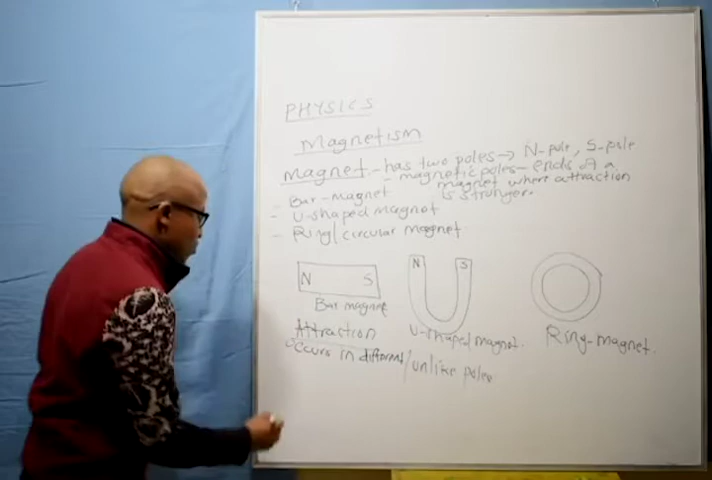 PHYSICS
Magnetism
magnet - has two poles → N-pole, S-pole
- magnetic poles - ends of a
magnet where attraction
is stronger.
- Bar-magnet
- U-shaped magnet
- Ring/circular magnet
N S
N S
Bar magnet
U-shaped magnet.
Ring-magnet.
Attraction
Occurs in different/unlike poles